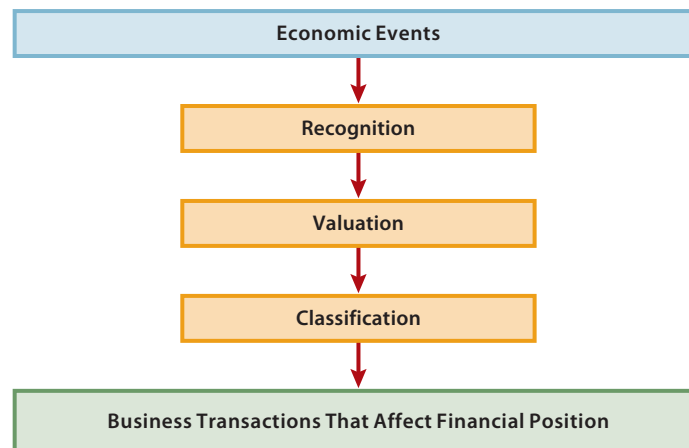 Economic Events
Recognition
Valuation
Classification
Business Transactions That Affect Financial Position